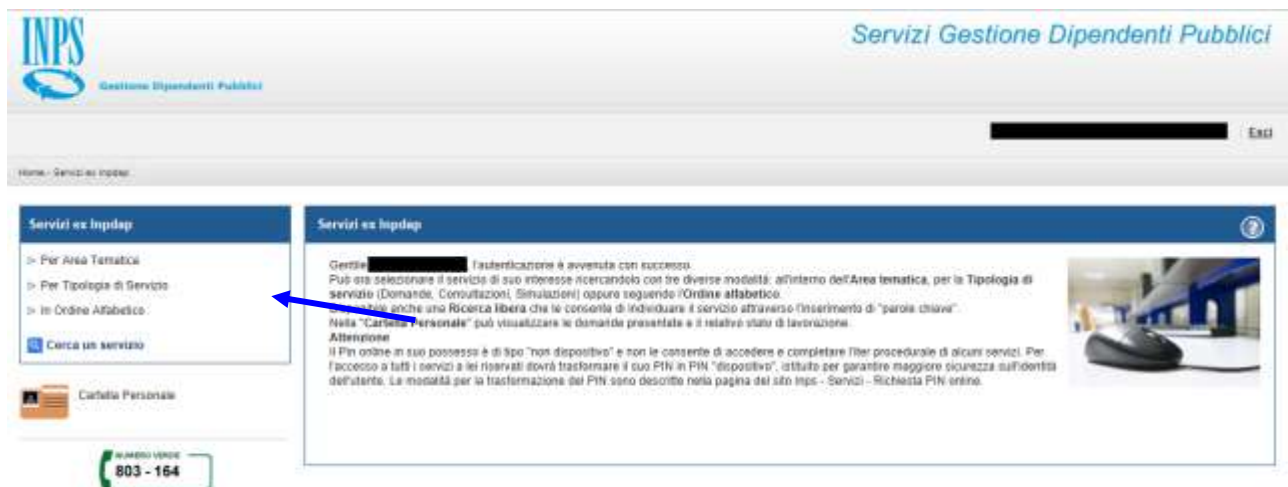 INPS
Gestione Dipendenti Pubblici
Servizi Gestione Dipendenti Pubblici
Esci
Home - Servizi ex Inpdap
Servizi ex Inpdap
> Per Area Tematica
> Per Tipologia di Servizio
> In Ordine Alfabetico
Cerca un servizio
Cartella Personale
NUMERO VERDE
803 - 164
Servizi ex Inpdap
?
Gentile l'autenticazione è avvenuta con successo.
Può ora selezionare il servizio di suo interesse ricercandolo con tre diverse modalità: all'interno dell'Area tematica, per la Tipologia di
servizio (Domande, Consultazioni, Simulazioni) oppure seguendo l'Ordine alfabetico.
anche una Ricerca libera che le consente di individuare il servizio attraverso l'inserimento di "parole chiave".
Nella "Cartella Personale" può visualizzare le domande presentate e il relativo stato di lavorazione.
Attenzione
Il Pin online in suo possesso è di tipo "non dispositivo" e non le consente di accedere e completare l'iter procedurale di alcuni servizi. Per
l'accesso a tutti i servizi a lei riservati dovrà trasformare il suo PIN in PIN "dispositivo", istituito per garantire maggiore sicurezza sull'identità
dell'utente. Le modalità per la trasformazione del PIN sono descritte nella pagina del sito Inps - Servizi - Richiesta PIN online.